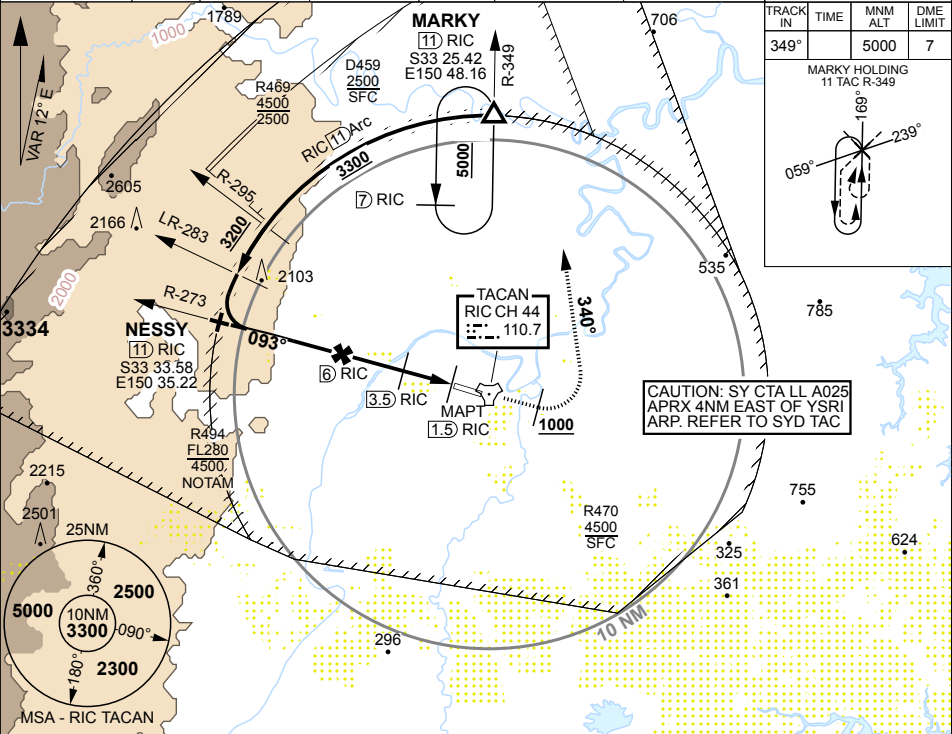 TRACK IN
TIME
MNM ALT
DME LIMIT
349°
5000
7
MARKY HOLDING
11 TAC R-349
169°
239°
059°
1789
1000
VAR 12° E
MARKY
11 RIC
S33 25.42
E150 48.16
R-349
706
D459
2500
SFC
R469
4500
2500
RIC 11 Arc
3300
5000
7 RIC
2605
R-295
3200
2166
LR-283
2103
535
2000
R-273
3334
NESSY
11 RIC
S33 33.58
E150 35.22
093°
TACAN
RIC CH 44
110.7
340°
785
6 RIC
3.5 RIC
MAPT
1.5 RIC
1000
CAUTION: SY CTA LL A025
APRX 4NM EAST OF YSRI
ARP. REFER TO SYD TAC
R494
FL280
4500
NOTAM
2215
2501
R470
4500
SFC
755
624
325
361
25NM
360°
2500
5000
10NM
3300
090°
180°
2300
MSA - RIC TACAN
296
10 NM